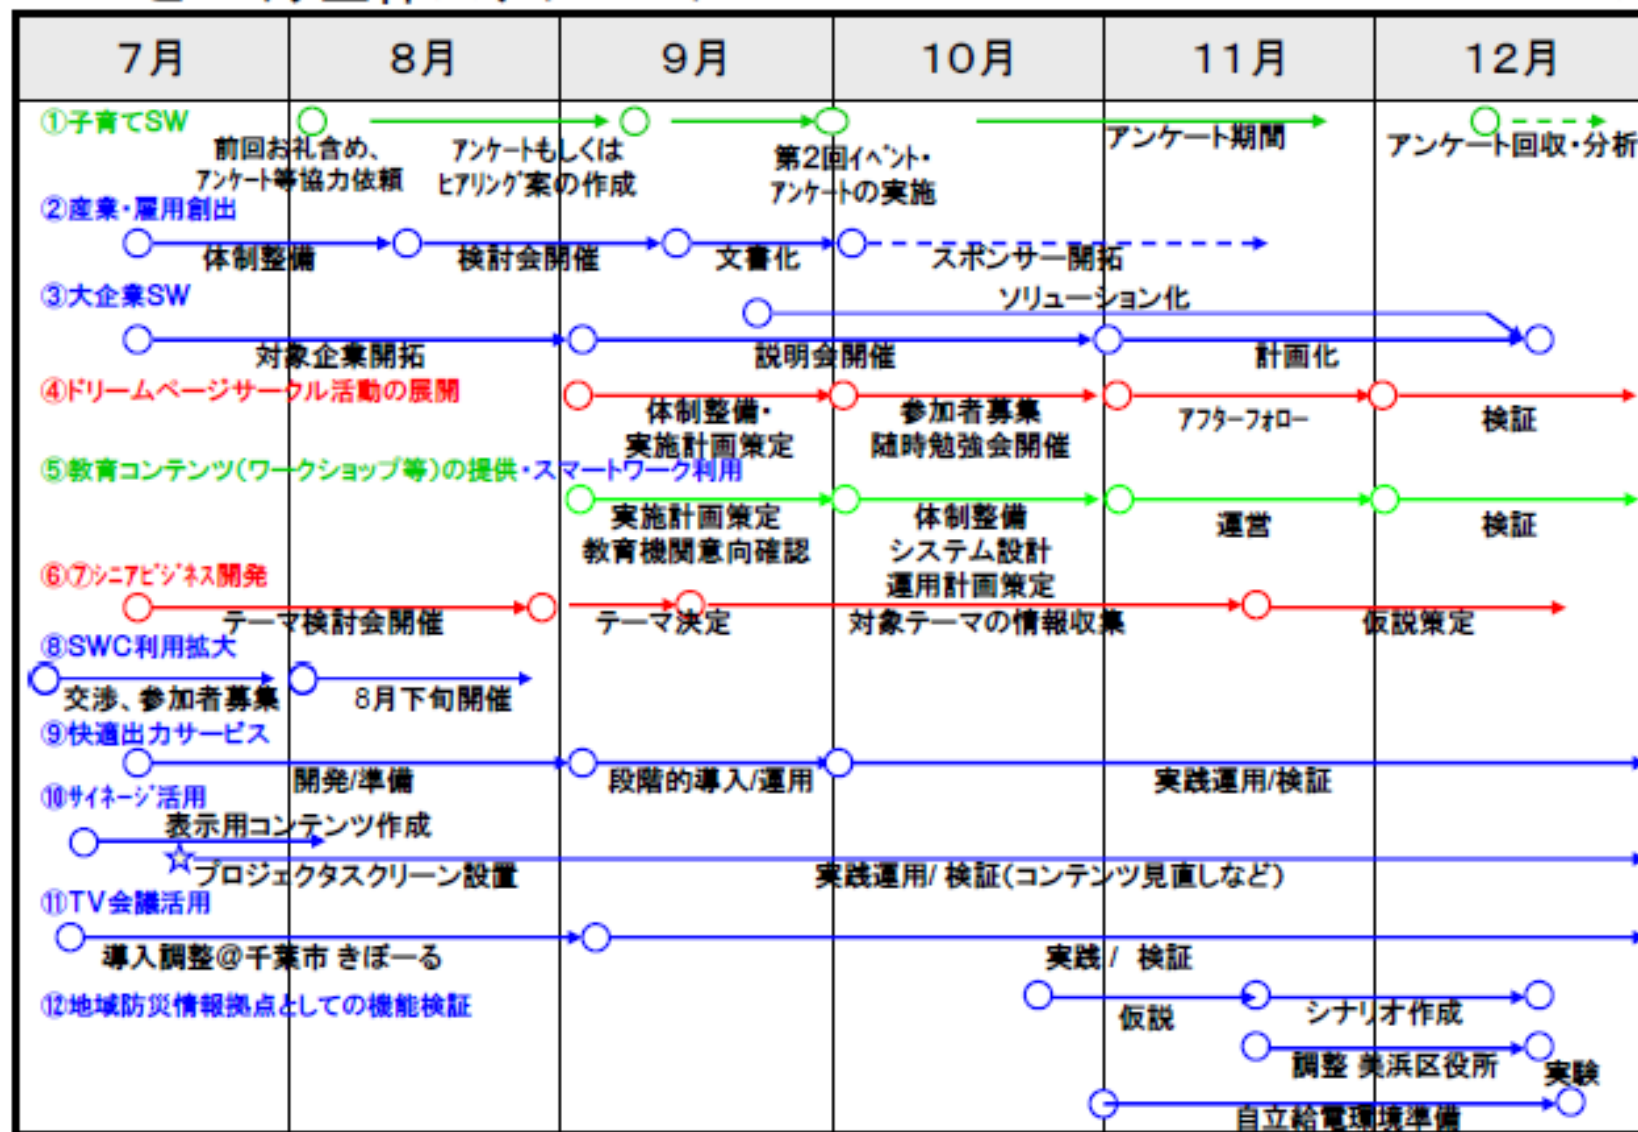 7月 8月 9月 10月 11月 12月
①子育てSW
前回お礼含め、
アンケート等協力依頼
アンケートもしくは
ヒアリング案の作成
第2回イベント・
アンケートの実施
アンケート期間
アンケート回収・分析
②産業・雇用創出
体制整備 検討会開催 文書化 スポンサー開拓
③大企業SW
ソリューション化
対象企業開拓 説明会開催 計画化
④ドリームページサークル活動の展開
体制整備・
実施計画策定
参加者募集
随時勉強会開催
アフターフォロー
検証
⑤教育コンテンツ(ワークショップ等)の提供・スマートワーク利用
実施計画策定
教育機関意向確認
体制整備
システム設計
運用計画策定
運営
検証
⑥⑦シニアビジネス開発
テーマ検討会開催 テーマ決定 対象テーマの情報収集 仮説策定
⑧SWC利用拡大
交渉、参加者募集 8月下旬開催
⑨快適出力サービス
開発/準備 段階的導入/運用 実践運用/検証
⑩サイネージ活用
表示用コンテンツ作成
プロジェクタスクリーン設置 実践運用/ 検証(コンテンツ見直しなど)
⑪TV会議活用
導入調整@千葉市 きぼーる 実践 / 検証
⑫地域防災情報拠点としての機能検証
仮説 シナリオ作成
調整 美浜区役所 実験
自立給電環境準備